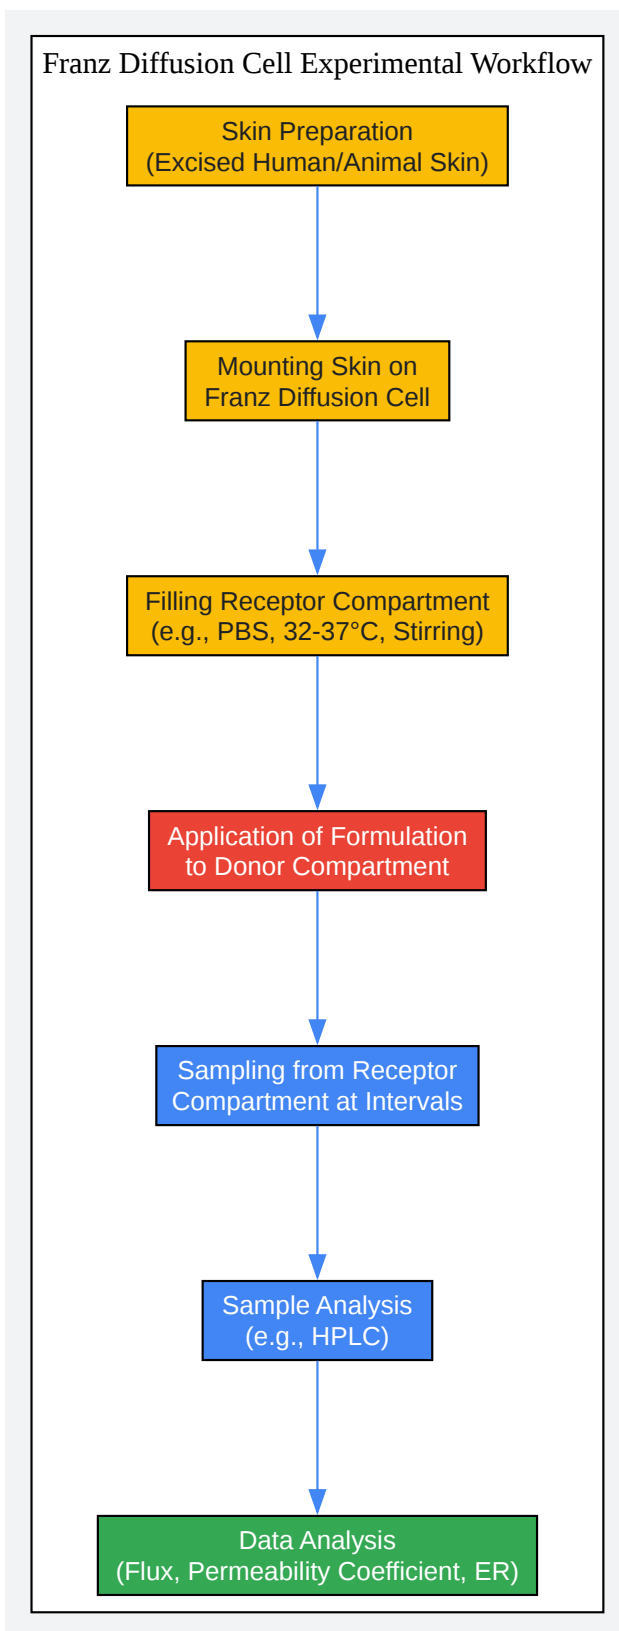 Franz Diffusion Cell Experimental Workflow
Skin Preparation
(Excised Human/Animal Skin)
Mounting Skin on
Franz Diffusion Cell
Filling Receptor Compartment
(e.g., PBS, 32-37°C, Stirring)
Application of Formulation
to Donor Compartment
Sampling from Receptor
Compartment at Intervals
Sample Analysis
(e.g., HPLC)
Data Analysis
(Flux, Permeability Coefficient, ER)